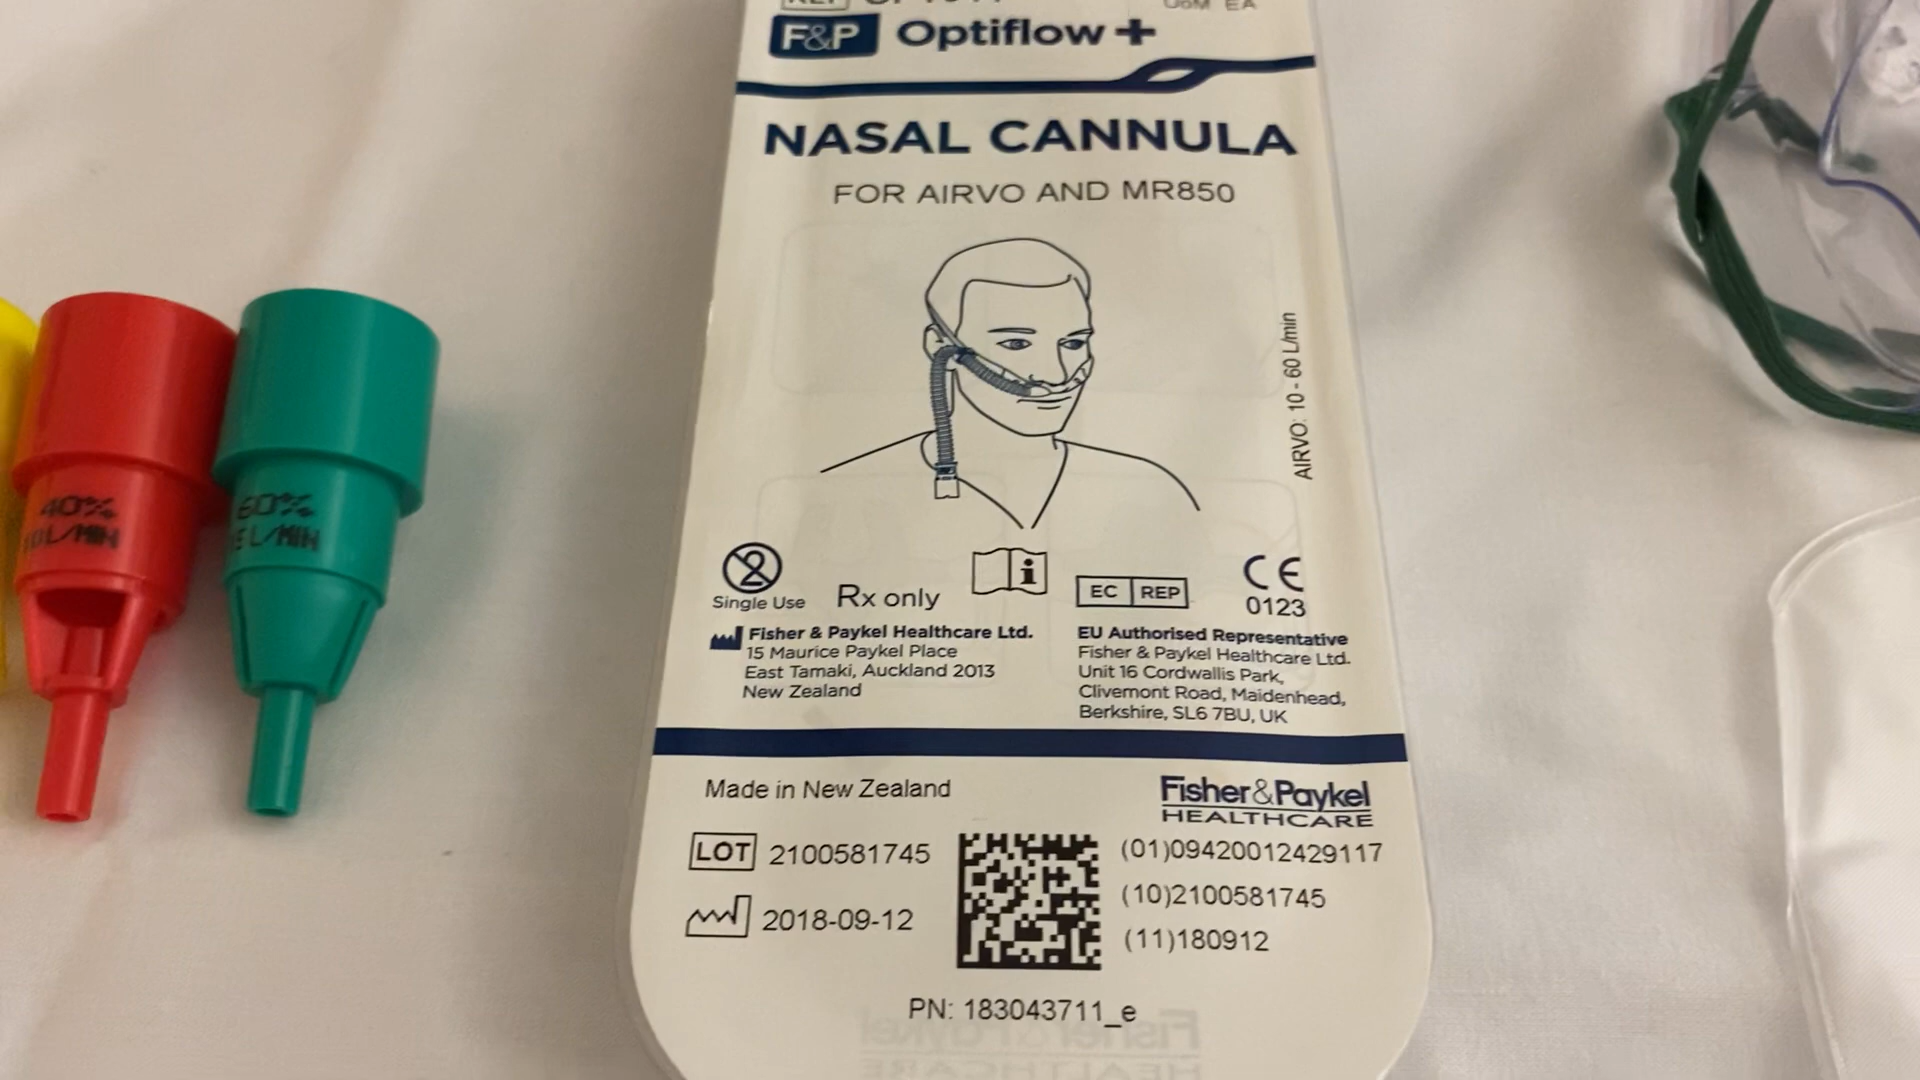 F&P Optiflow+
NASAL CANNULA
FOR AIRVO AND MR850
AIRVO: 10 - 60 L/min
40%
L/MIN
60%
L/MIN
Single Use
Rx only
i
EC REP
CE
0123
Fisher & Paykel Healthcare Ltd.
15 Maurice Paykel Place
East Tamaki, Auckland 2013
New Zealand
EU Authorised Representative
Fisher & Paykel Healthcare Ltd.
Unit 16 Cordwallis Park,
Clivemont Road, Maidenhead,
Berkshire, SL6 7BU, UK
Made in New Zealand
Fisher&Paykel
HEALTHCARE
LOT 2100581745
2018-09-12
(01)09420012429117
(10)2100581745
(11)180912
PN: 183043711_e